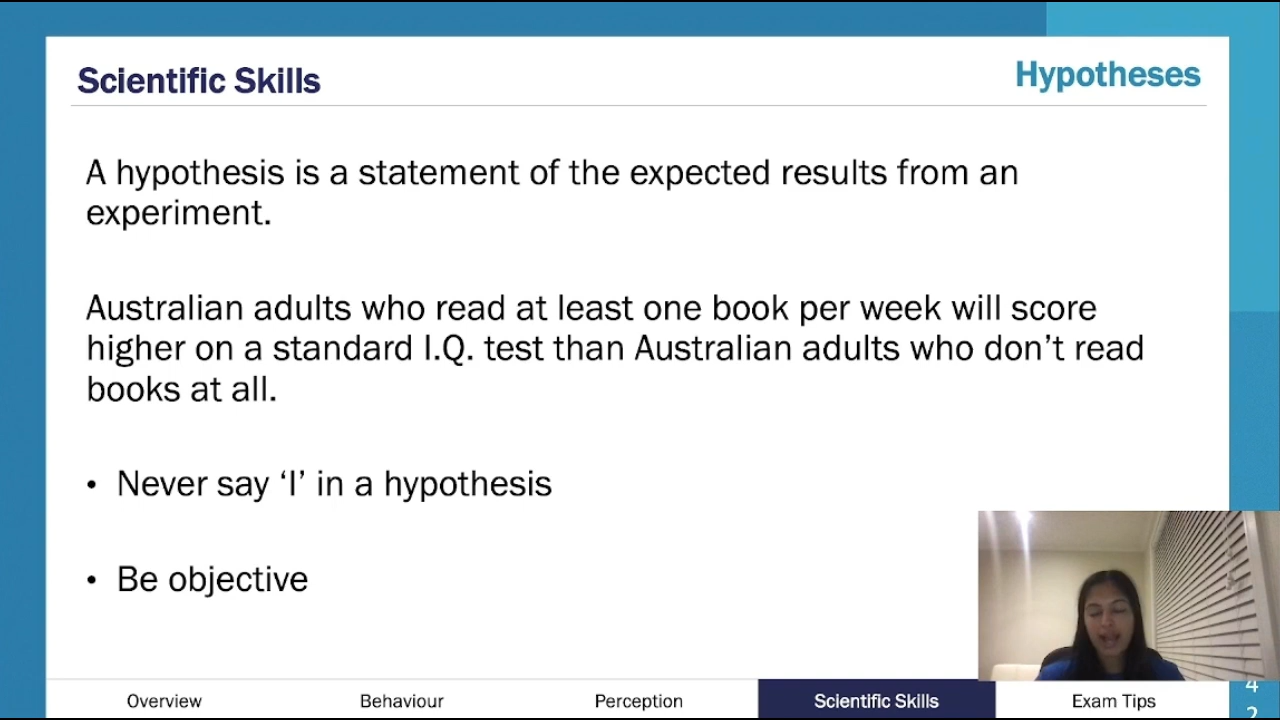 Scientific Skills
Hypotheses
A hypothesis is a statement of the expected results from an
experiment.
Australian adults who read at least one book per week will score
higher on a standard I.Q. test than Australian adults who don’t read
books at all.
• Never say ‘I’ in a hypothesis
• Be objective
Overview
Behaviour
Perception
Scientific Skills
Exam Tips
4
2